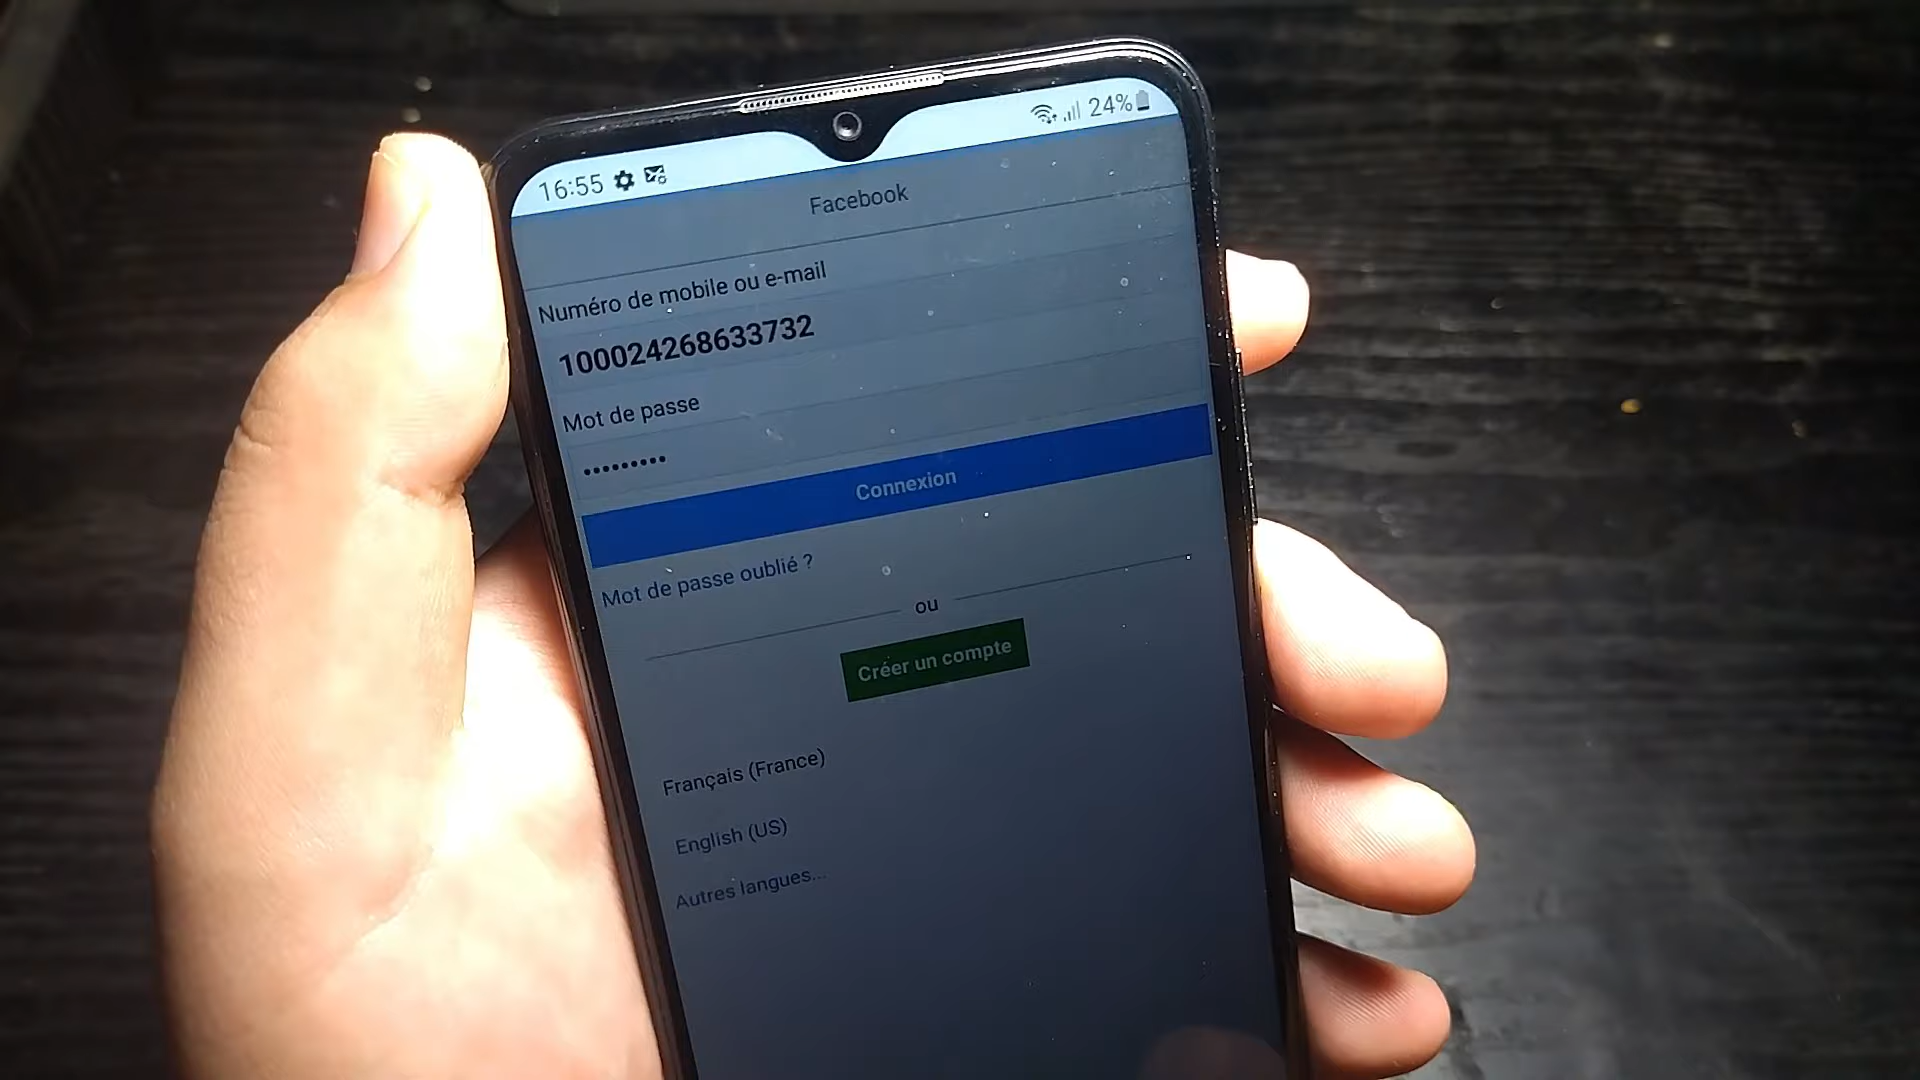 16:55
24%
Facebook
Numéro de mobile ou e-mail
100024268633732
Mot de passe
•••••••••
Connexion
Mot de passe oublié ?
ou
Créer un compte
Français (France)
English (US)
Autres langues...